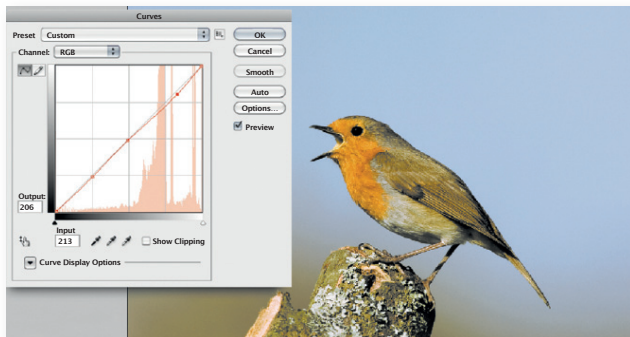 Curves
Preset Custom
OK
Channel: RGB
Cancel
Smooth
Auto
Options...
Preview
Output:
206
Input
213
Show Clipping
Curve Display Options